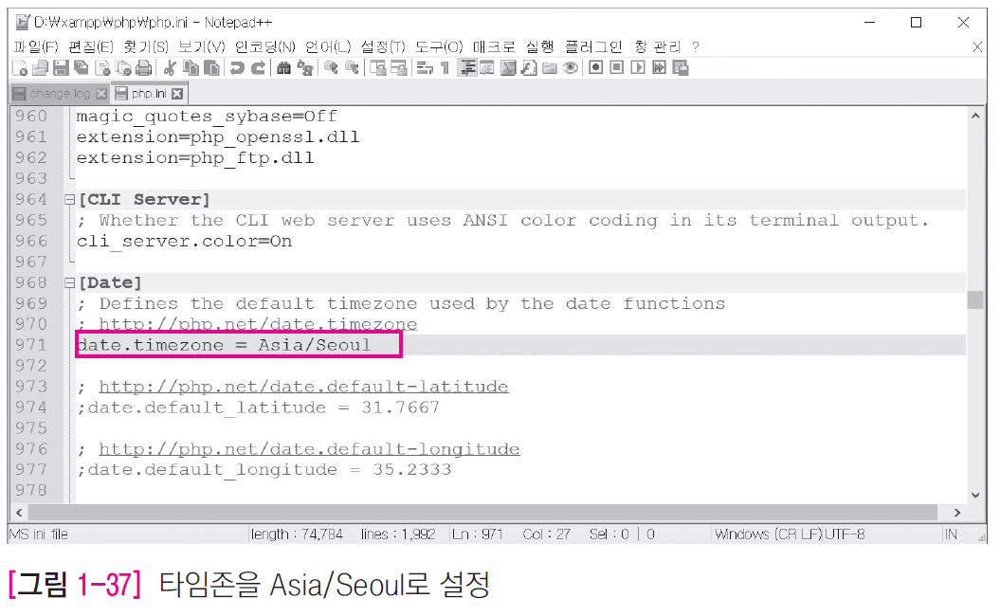 D:₩xampp₩php₩php.ini - Notepad++
파일(F) 편집(E) 찾기(S) 보기(V) 인코딩(N) 언어(L) 설정(T) 도구(O) 매크로 실행 플러그인 창 관리 ? X
change.log php.ini
960 magic_quotes_sybase=Off
961 extension=php_openssl.dll
962 extension=php_ftp.dll
963
964 [CLI Server]
965 ; Whether the CLI web server uses ANSI color coding in its terminal output.
966 cli_server.color=On
967
968 [Date]
969 ; Defines the default timezone used by the date functions
970 ; http://php.net/date.timezone
971 date.timezone = Asia/Seoul
972
973 ; http://php.net/date.default-latitude
974 ;date.default_latitude = 31.7667
975
976 ; http://php.net/date.default-longitude
977 ;date.default_longitude = 35.2333
978
MS ini file length : 74,784 lines : 1,992 Ln : 971 Col : 27 Sel : 0 | 0 Windows (CR LF) UTF-8 IN
[그림 1-37] 타임존을 Asia/Seoul로 설정